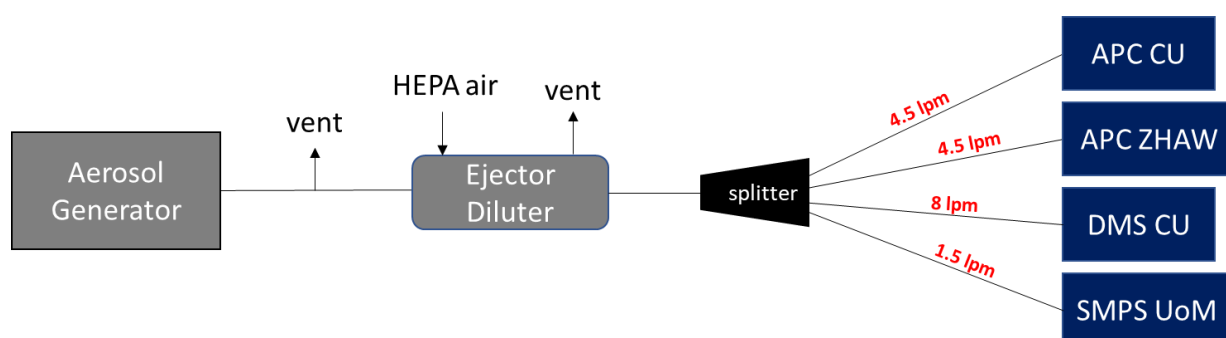 Aerosol
Generator
vent
HEPA air
vent
Ejector
Diluter
splitter
4.5 lpm
4.5 lpm
8 lpm
1.5 lpm
APC CU
APC ZHAW
DMS CU
SMPS UoM